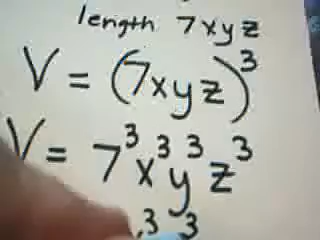 length 7xyz
V = (7xyz)³
V = 7³x³y³z³